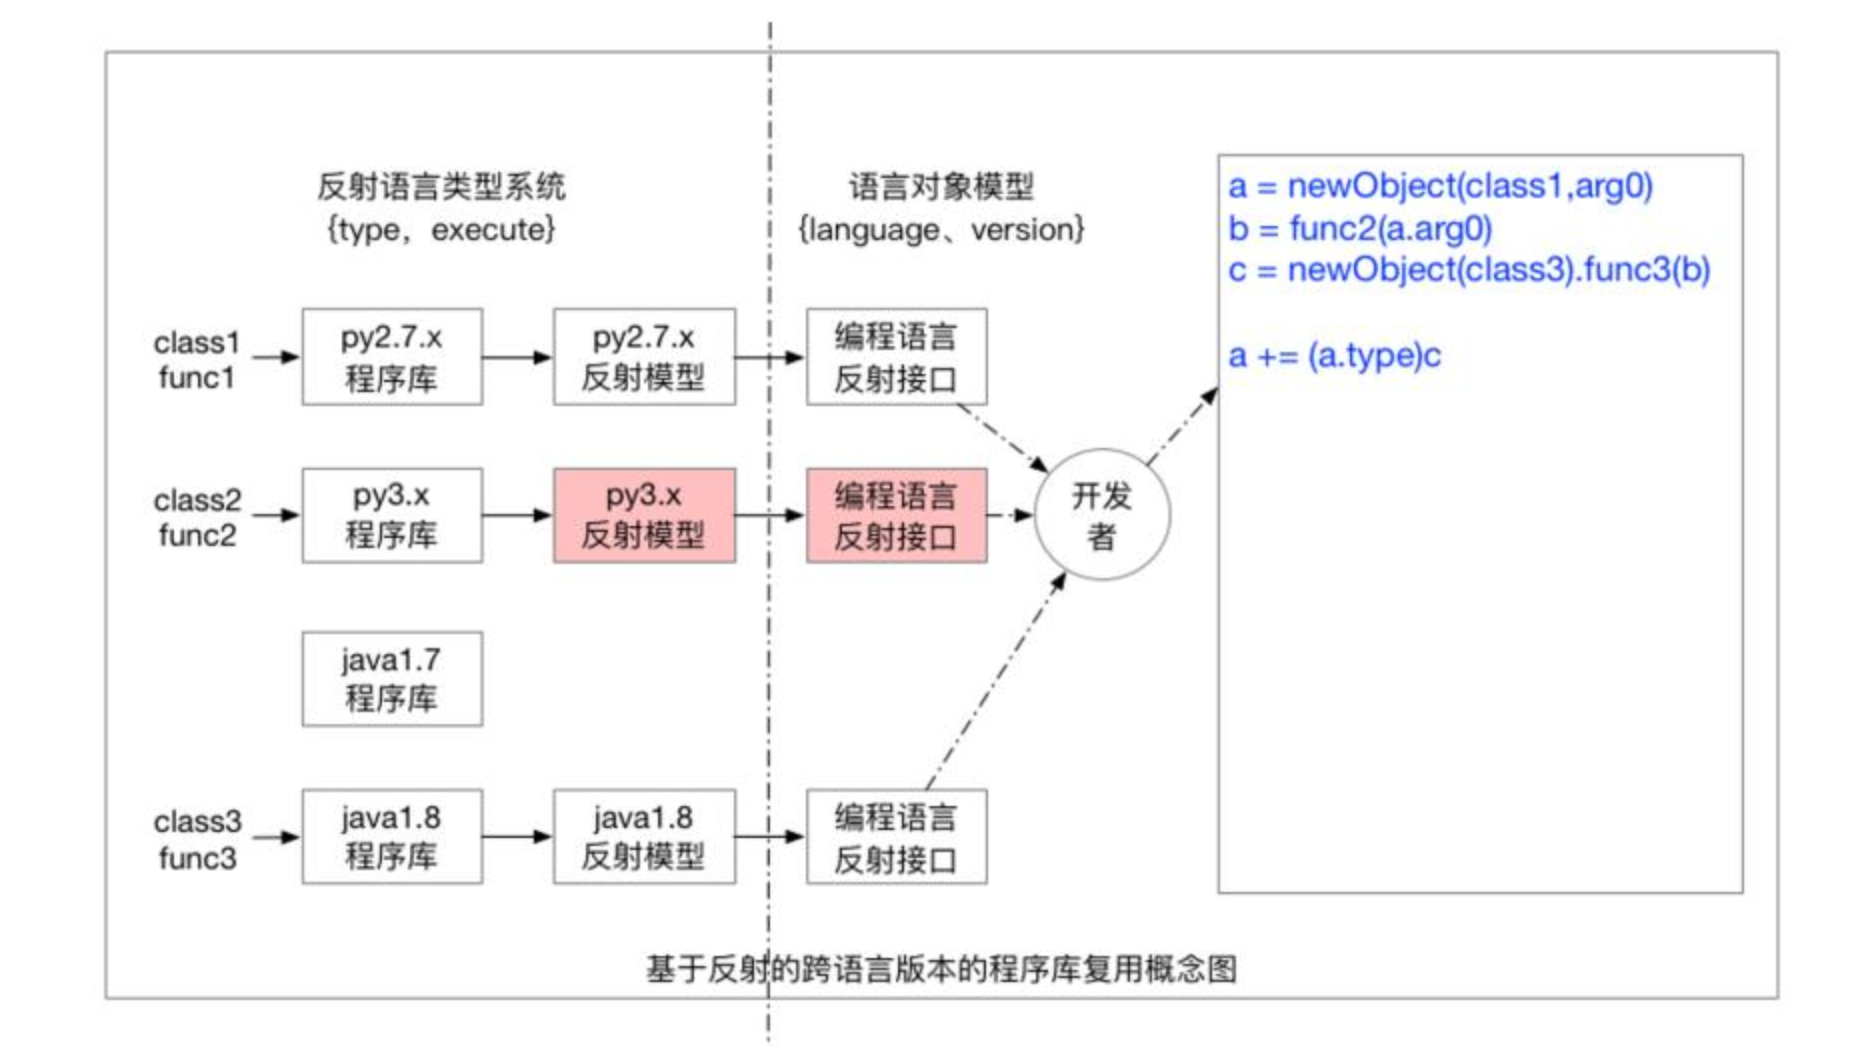 反射语言类型系统
{type，execute}
语言对象模型
{language、version}
a = newObject(class1,arg0)
b = func2(a.arg0)
c = newObject(class3).func3(b)
a += (a.type)c
class1
func1
py2.7.x
程序库
py2.7.x
反射模型
编程语言
反射接口
class2
func2
py3.x
程序库
py3.x
反射模型
编程语言
反射接口
开发
者
java1.7
程序库
class3
func3
java1.8
程序库
java1.8
反射模型
编程语言
反射接口
基于反射的跨语言版本的程序库复用概念图